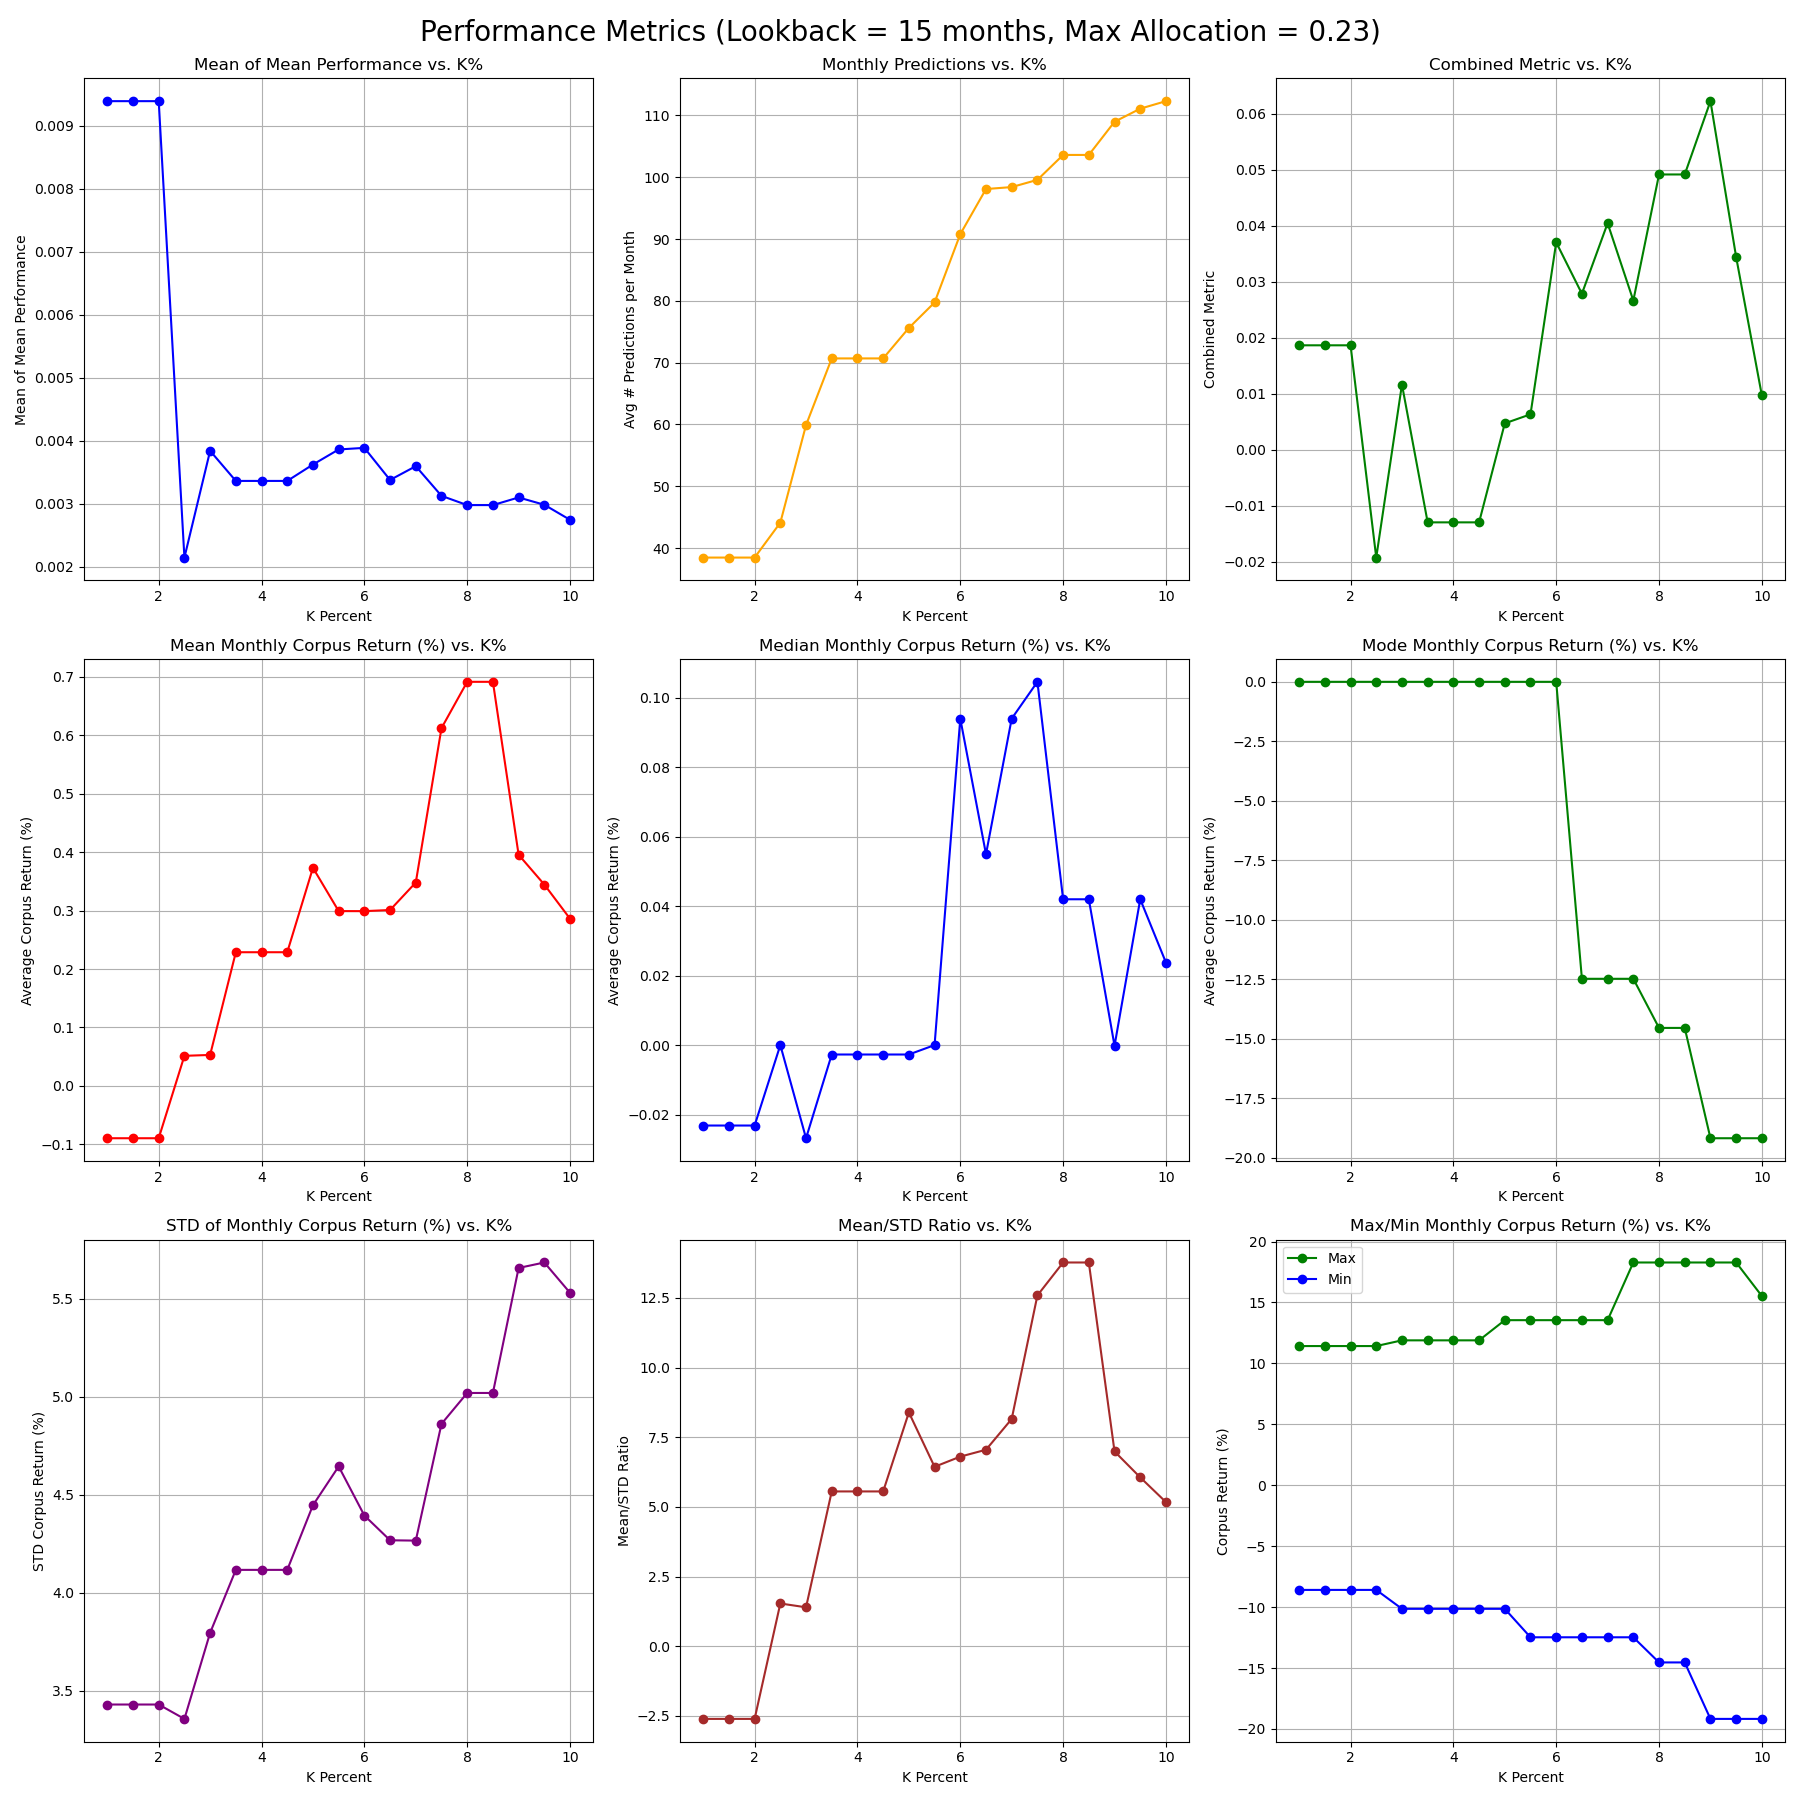 Performance Metrics (Lookback = 15 months, Max Allocation = 0.23)
Mean of Mean Performance vs. K%
Mean of Mean Performance
0.009
0.008
0.007
0.006
0.005
0.004
0.003
0.002
2 4 6 8 10
K Percent
Monthly Predictions vs. K%
Avg # Predictions per Month
110
100
90
80
70
60
50
40
2 4 6 8 10
K Percent
Combined Metric vs. K%
Combined Metric
0.06
0.05
0.04
0.03
0.02
0.01
0.00
−0.01
−0.02
2 4 6 8 10
K Percent
Mean Monthly Corpus Return (%) vs. K%
Average Corpus Return (%)
0.7
0.6
0.5
0.4
0.3
0.2
0.1
0.0
−0.1
2 4 6 8 10
K Percent
Median Monthly Corpus Return (%) vs. K%
Average Corpus Return (%)
0.10
0.08
0.06
0.04
0.02
0.00
−0.02
2 4 6 8 10
K Percent
Mode Monthly Corpus Return (%) vs. K%
Average Corpus Return (%)
0.0
−2.5
−5.0
−7.5
−10.0
−12.5
−15.0
−17.5
−20.0
2 4 6 8 10
K Percent
STD of Monthly Corpus Return (%) vs. K%
STD Corpus Return (%)
5.5
5.0
4.5
4.0
3.5
2 4 6 8 10
K Percent
Mean/STD Ratio vs. K%
Mean/STD Ratio
12.5
10.0
7.5
5.0
2.5
0.0
−2.5
2 4 6 8 10
K Percent
Max/Min Monthly Corpus Return (%) vs. K%
Corpus Return (%)
Max
Min
20
15
10
5
0
−5
−10
−15
−20
2 4 6 8 10
K Percent